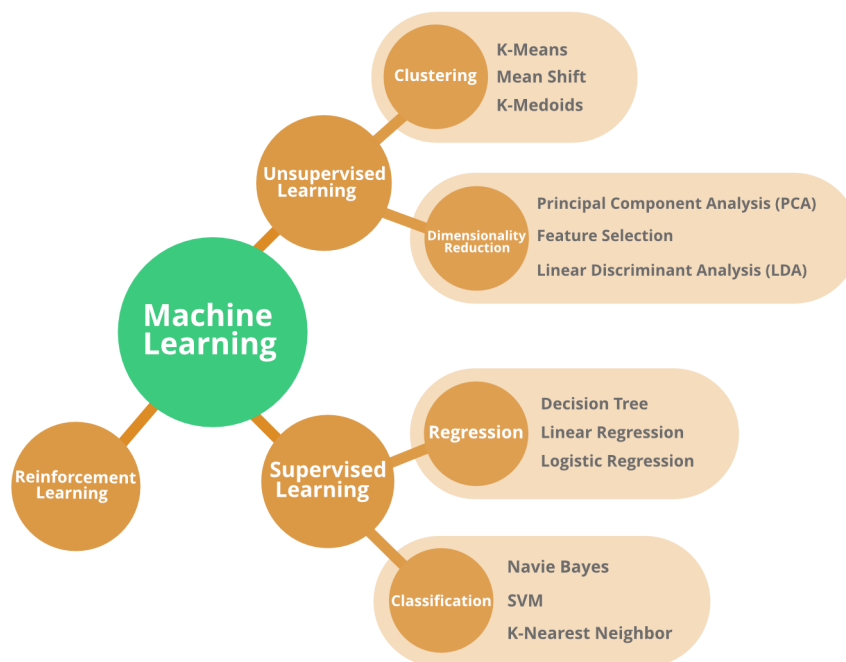 K-Means
Clustering
Mean Shift
K-Medoids
Unsupervised
Learning
Principal Component Analysis (PCA)
Dimensionality
Reduction
Feature Selection
Linear Discriminant Analysis (LDA)
Machine
Learning
Decision Tree
Regression
Linear Regression
Logistic Regression
Reinforcement
Learning
Supervised
Learning
Navie Bayes
Classification
SVM
K-Nearest Neighbor